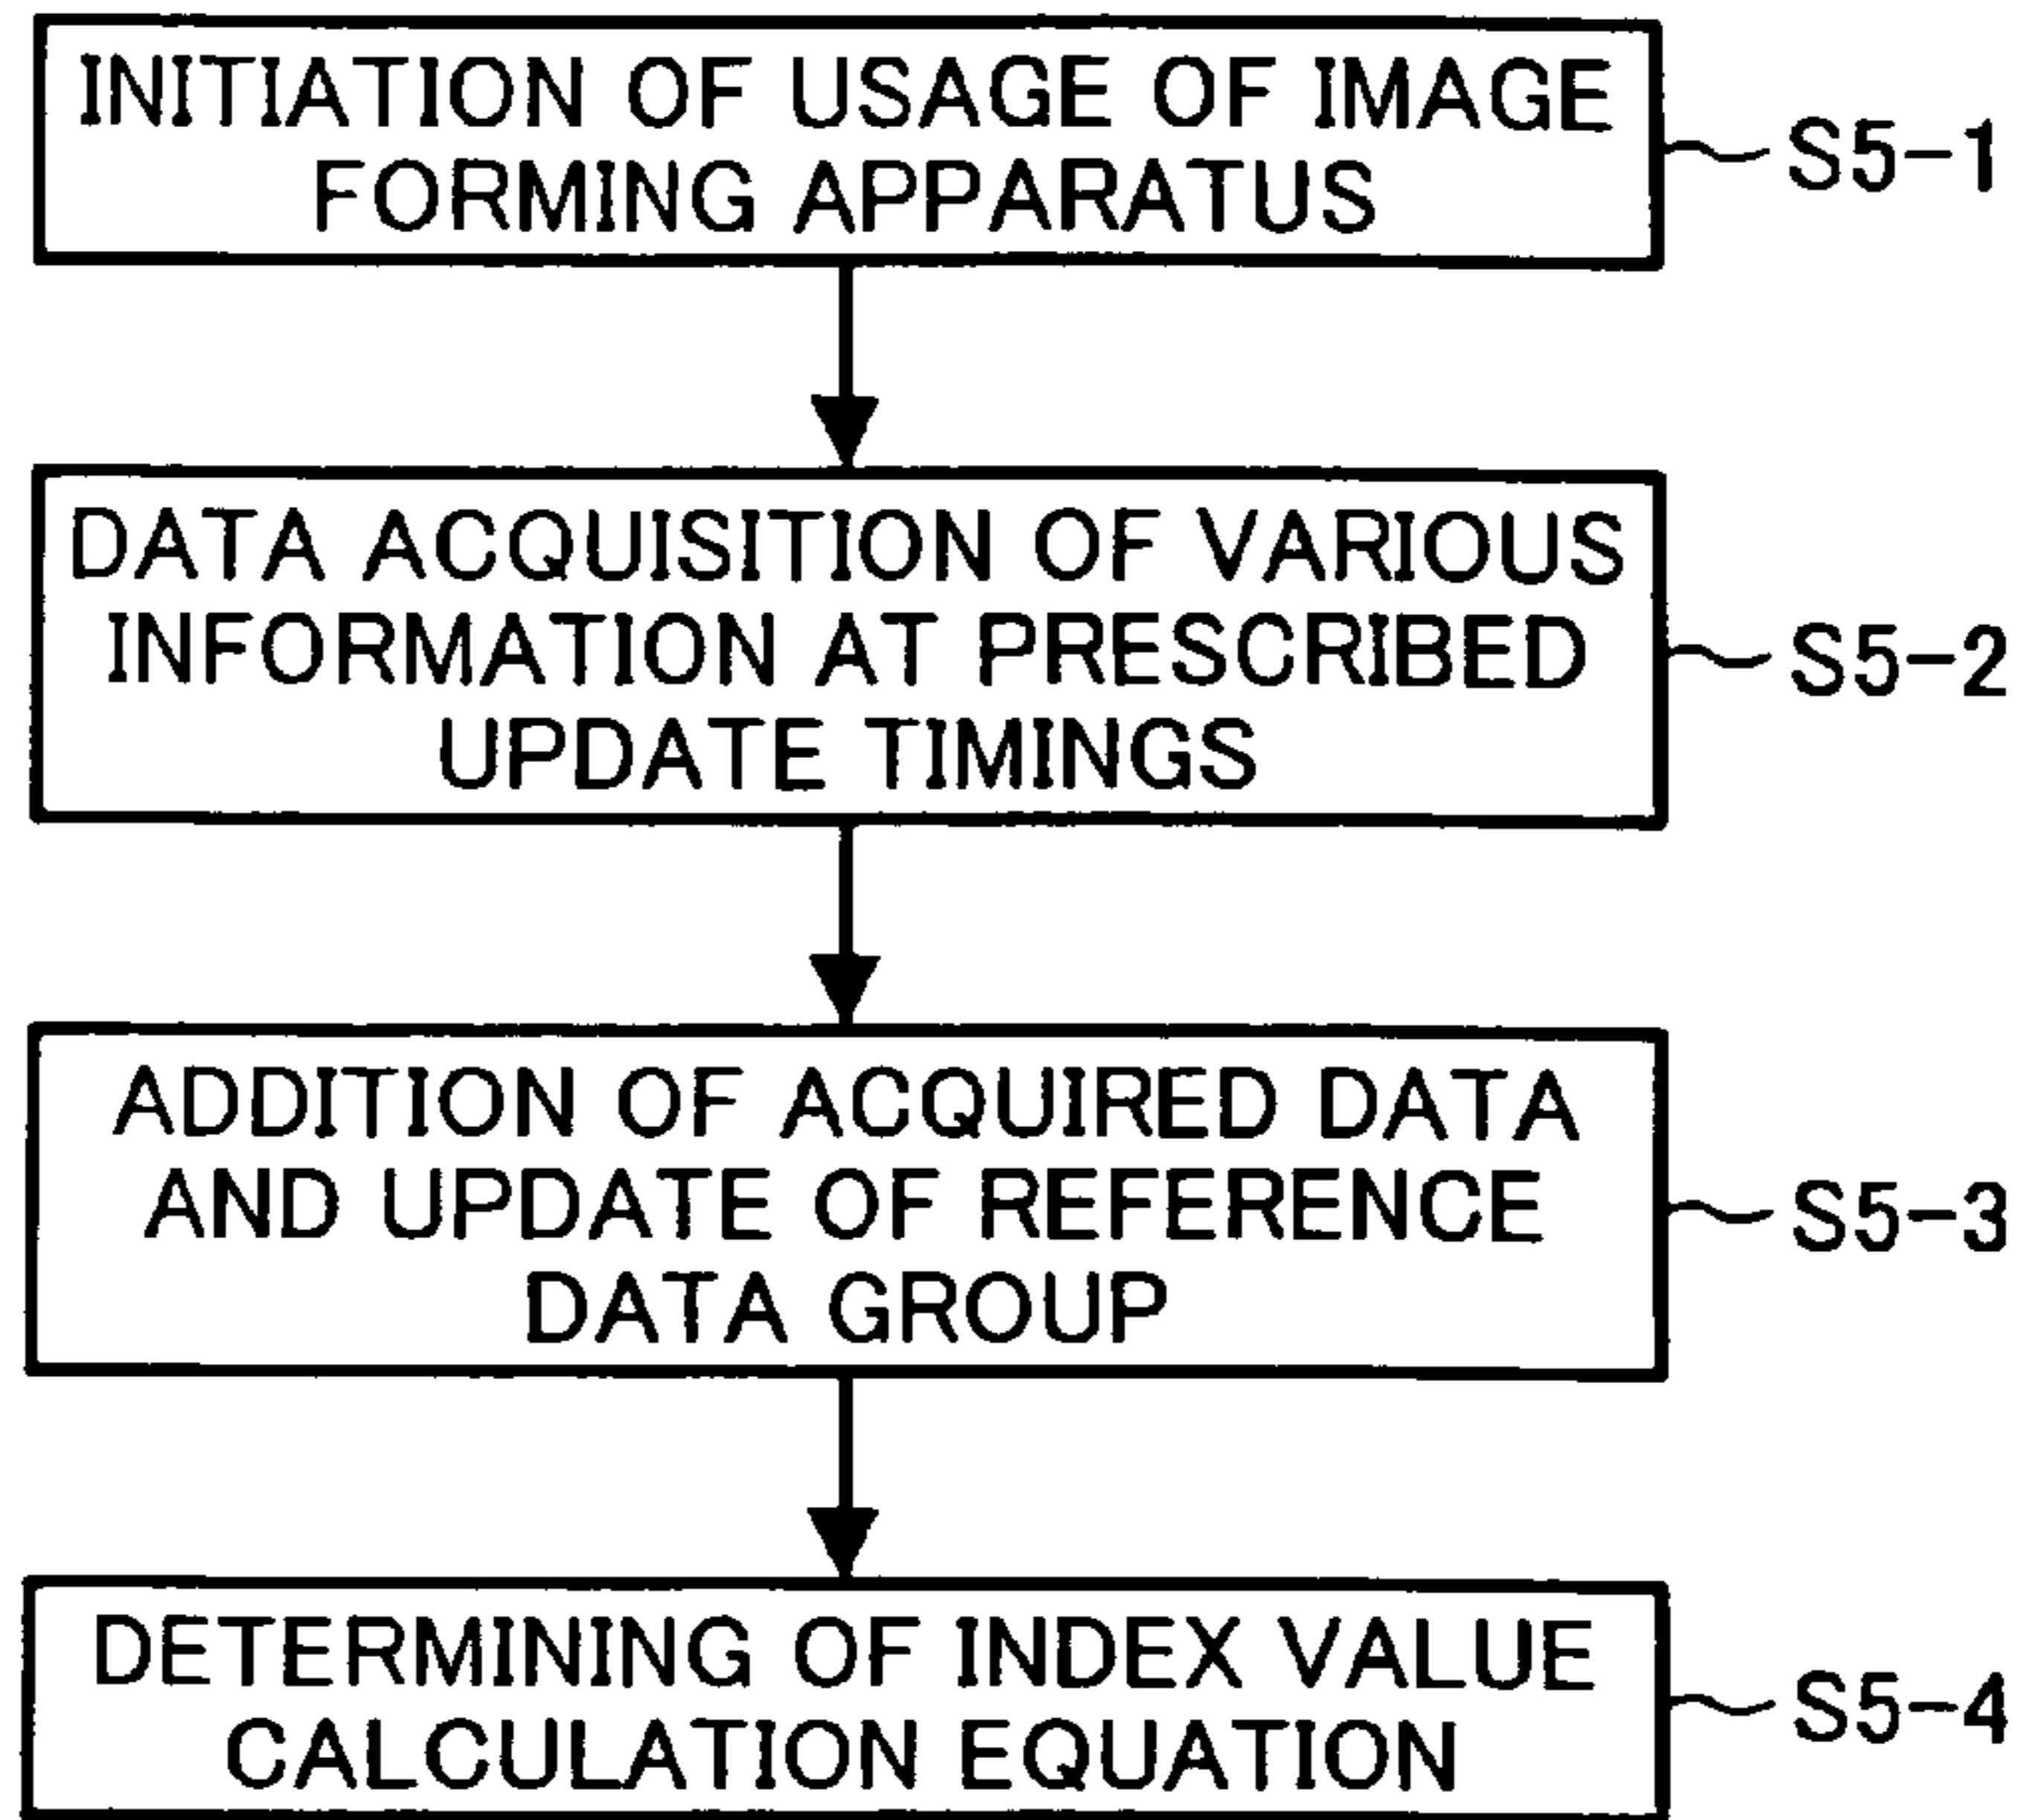 INITIATION OF USAGE OF IMAGE
FORMING APPARATUS
S5-1
DATA ACQUISITION OF VARIOUS
INFORMATION AT PRESCRIBED
UPDATE TIMINGS
S5-2
ADDITION OF ACQUIRED DATA
AND UPDATE OF REFERENCE
DATA GROUP
S5-3
DETERMINING OF INDEX VALUE
CALCULATION EQUATION
S5-4